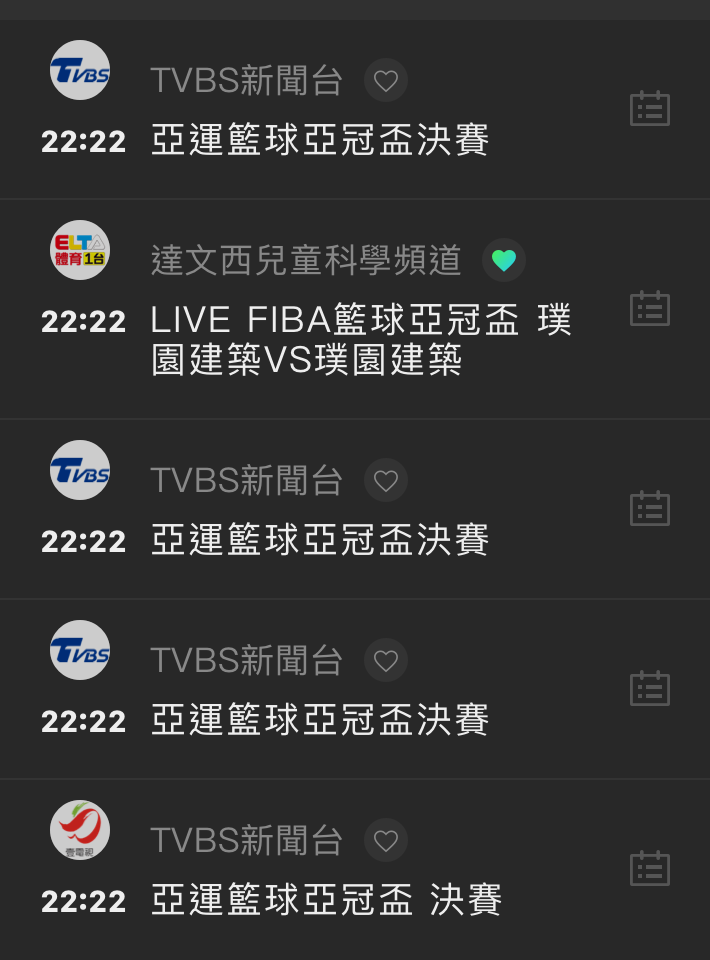 TVBS
TVBS新聞台
22:22 亞運籃球亞冠盃決賽
ELTA
體育1台
達文西兒童科學頻道
22:22 LIVE FIBA籃球亞冠盃 璞
園建築VS璞園建築
TVBS
TVBS新聞台
22:22 亞運籃球亞冠盃決賽
TVBS
TVBS新聞台
22:22 亞運籃球亞冠盃決賽
壹電視
TVBS新聞台
22:22 亞運籃球亞冠盃 決賽